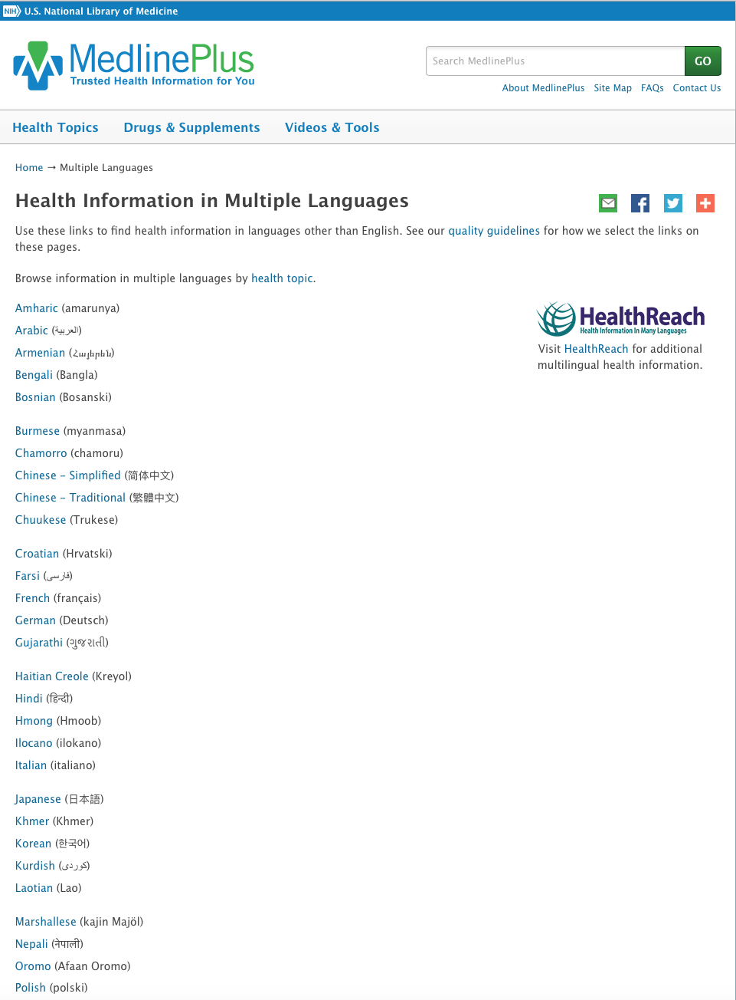 NIH U.S. National Library of Medicine
MedlinePlus
Trusted Health Information for You
Search MedlinePlus
GO
About MedlinePlus Site Map FAQs Contact Us
Health Topics Drugs & Supplements Videos & Tools
Home → Multiple Languages
Health Information in Multiple Languages
Use these links to find health information in languages other than English. See our quality guidelines for how we select the links on
these pages.
Browse information in multiple languages by health topic.
Amharic (amarunya)
Arabic (العربية)
Armenian (Հայերեն)
Bengali (Bangla)
Bosnian (Bosanski)
Burmese (myanmasa)
Chamorro (chamoru)
Chinese - Simplified (简体中文)
Chinese - Traditional (繁體中文)
Chuukese (Trukese)
Croatian (Hrvatski)
Farsi (فارسی)
French (français)
German (Deutsch)
Gujarathi (ગુજરાતી)
Haitian Creole (Kreyol)
Hindi (हिन्दी)
Hmong (Hmoob)
Ilocano (ilokano)
Italian (italiano)
Japanese (日本語)
Khmer (Khmer)
Korean (한국어)
Kurdish (کوردی)
Laotian (Lao)
Marshallese (kajin Majöl)
Nepali (नेपाली)
Oromo (Afaan Oromo)
Polish (polski)
HealthReach
Health Information In Many Languages
Visit HealthReach for additional
multilingual health information.